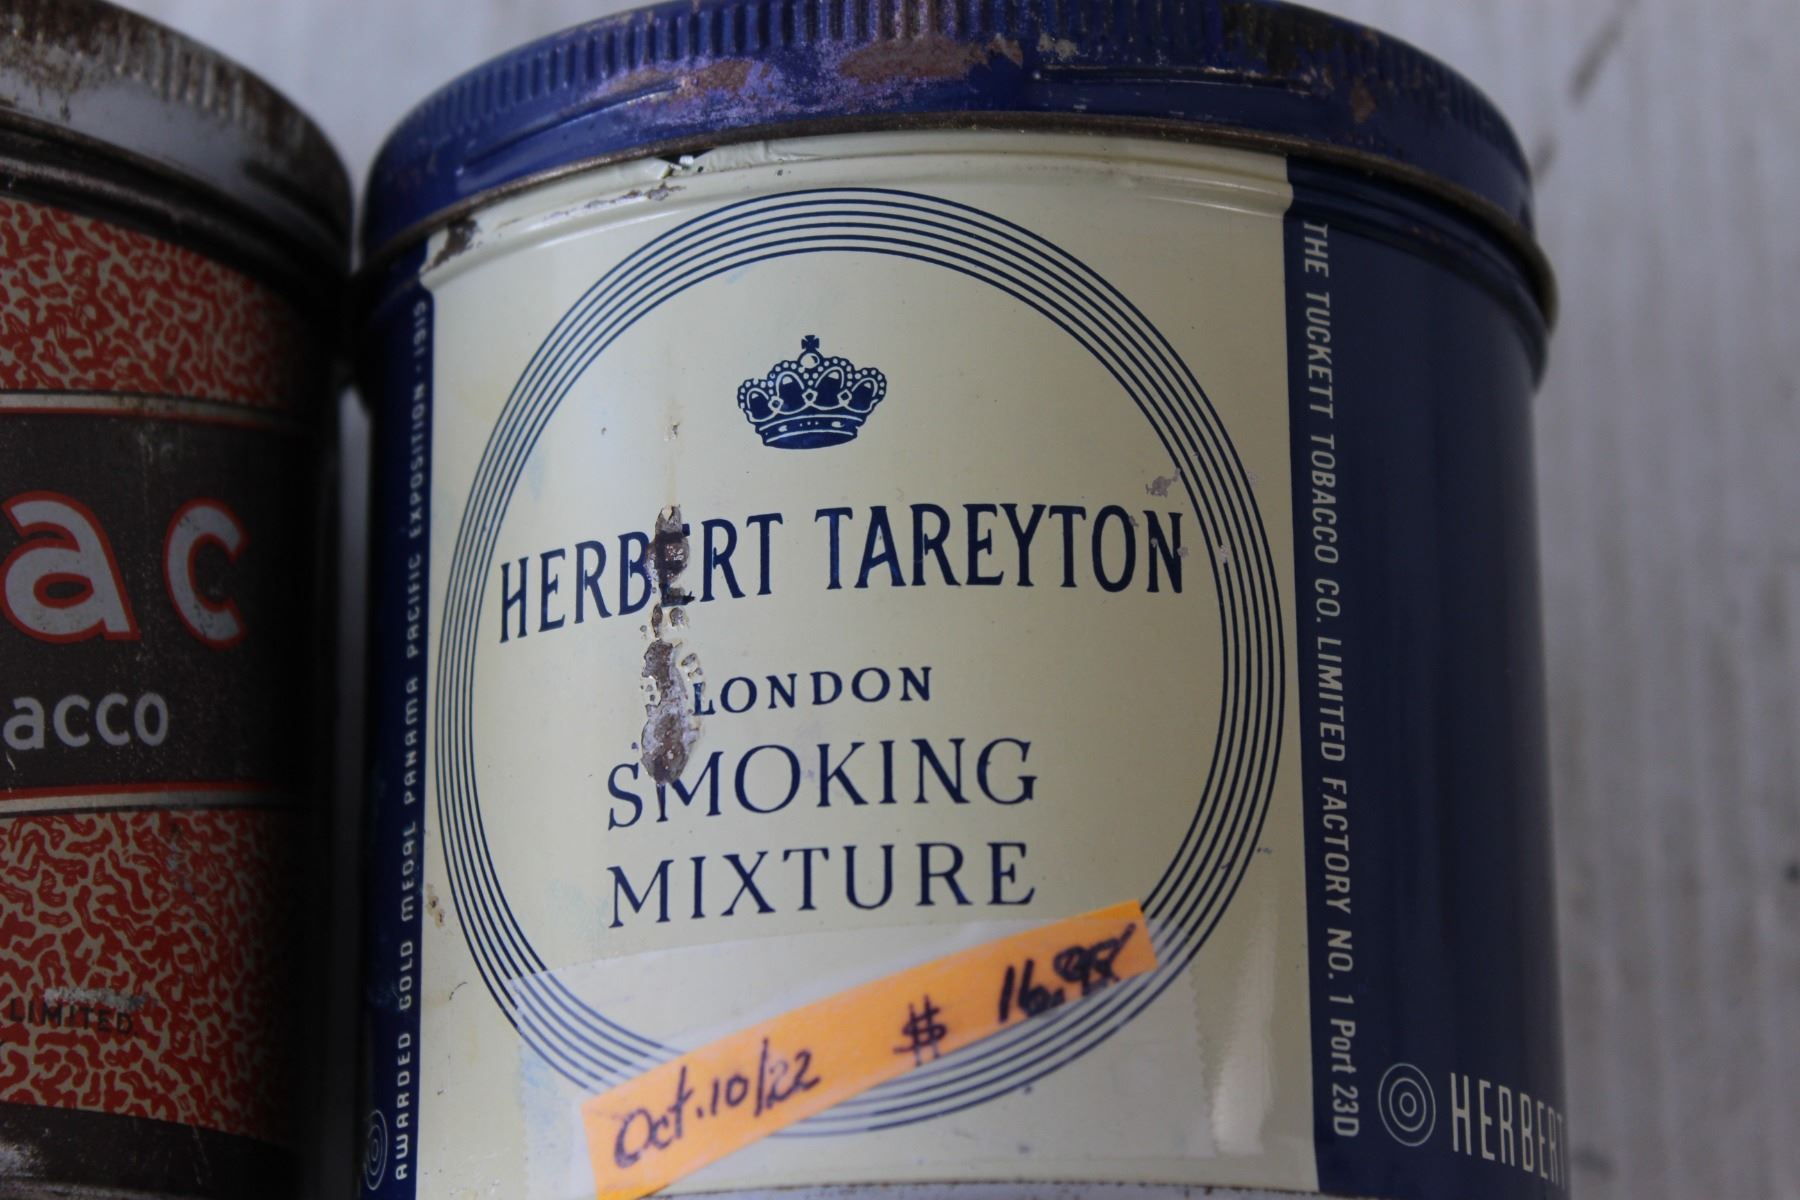 ac
acco
LIMITED
AWARDED GOLD MEDAL PANAMA PACIFIC EXPOSITION · 1915
HERBERT TAREYTON
LONDON
SMOKING
MIXTURE
Oct. 10/22 $ 16.95
THE TUCKETT TOBACCO CO. LIMITED FACTORY NO. 1 Port 23D
HERBERT